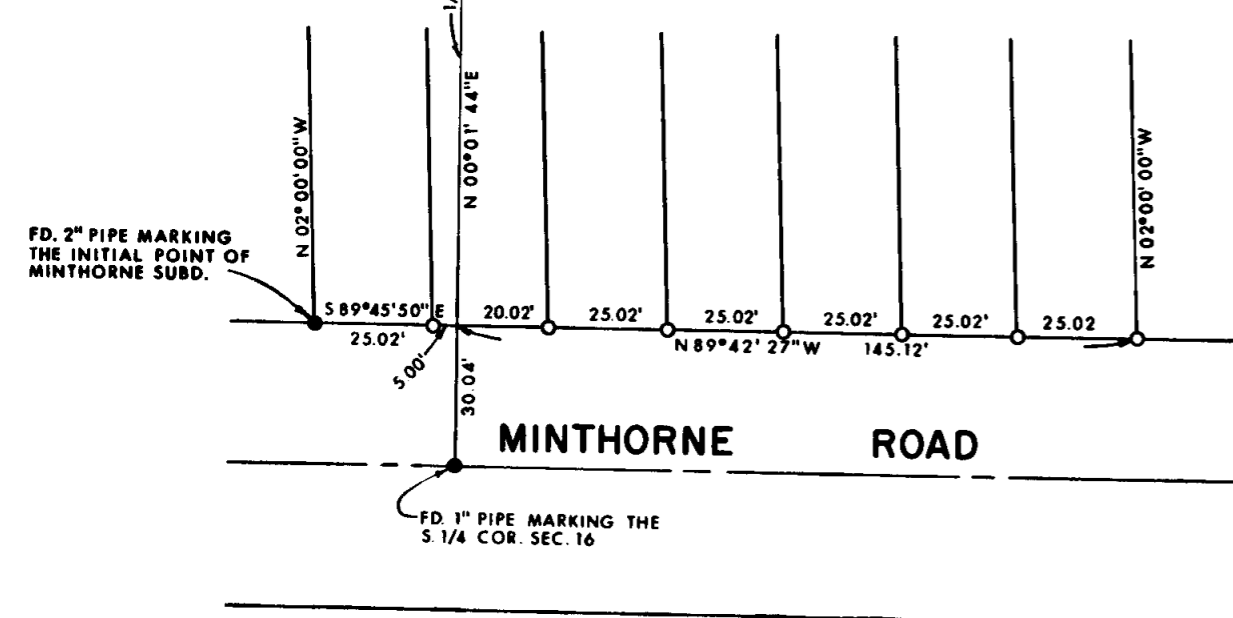 N 00°01' 44"E
N 02° 00' 00"W
N 02°00' 00"W
FD. 2" PIPE MARKING
THE INITIAL POINT OF
MINTHORNE SUBD.
S 89°45'50" E
20.02'
25.02'
25.02'
25.02'
25.02'
25.02
25.02'
N 89°42' 27"W
145.12'
5.00'
30.04'
MINTHORNE ROAD
FD. 1" PIPE MARKING THE
S. 1/4 COR. SEC. 16